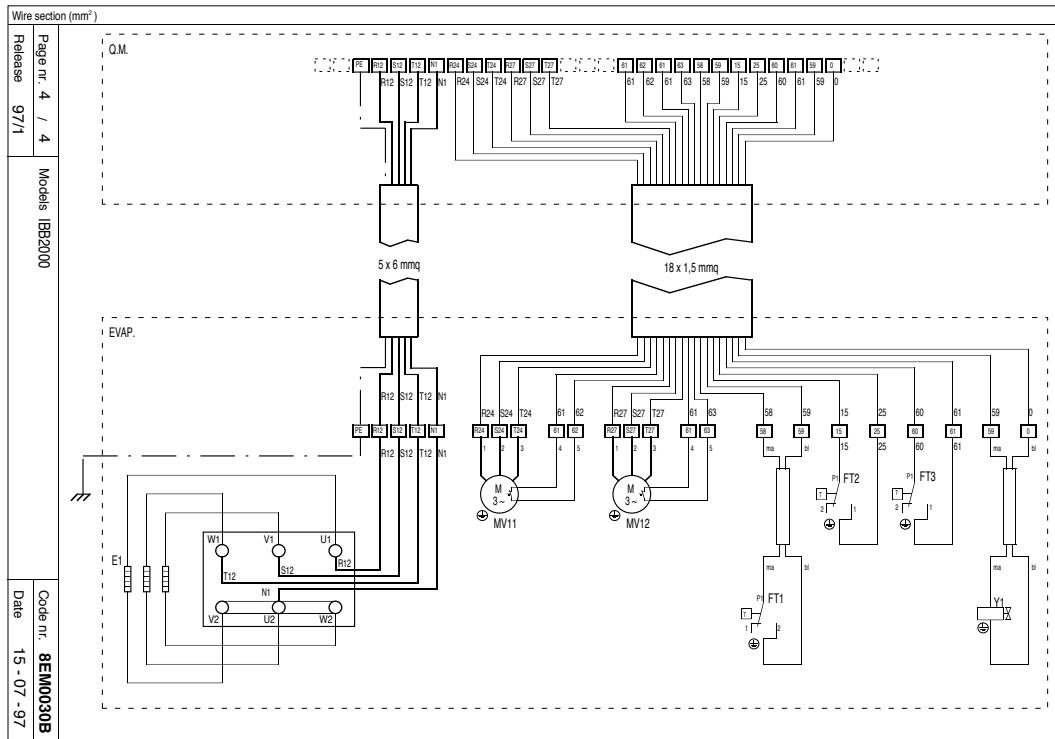 Wire section (mm²)
Page nr. 4 / 4
Release 97/1
Models IBB2000
Code nr. 8EM0030B
Date 15 - 07 - 97
Q.M.
PE R12 S12 T12 N1 R24 S24 T24 R27 S27 T27
61 62 61 63 58 59 15 25 60 61 59 0
R12 S12 T12 N1 R24 S24 T24 R27 S27 T27
61 62 61 63 58 59 15 25 60 61 59 0
5 x 6 mmq
18 x 1,5 mmq
EVAP.
R12 S12 T12 N1
R24 S24 T24 61 62 R27 S27 T27 61 63 58 59 15 25 60 61 59 0
PE R12 S12 T12 N1 R24 S24 T24 61 62 R27 S27 T27 61 63 58 59 15 25 60 61 59 0
R12 S12 T12 N1
1 2 3 4 5
1 2 3 4 5
ma bl
15 25
60 61
ma bl
M
3 ~
MV11
M
3 ~
MV12
P1 FT2
T
2 1
P1 FT3
T
2 1
W1 V1 U1
E1
T12 S12 R12
N1
V2 U2 W2
ma bl
P1 FT1
T
1 2
ma bl
Y1